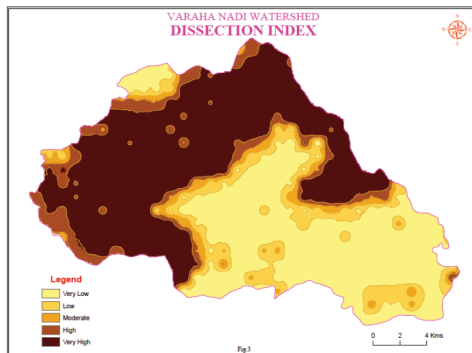 VARAHA NADI WATERSHED
DISSECTION INDEX
N
W E
S
Legend
Very Low
Low
Moderate
High
Very High
0 2 4 Kms
Fig.3